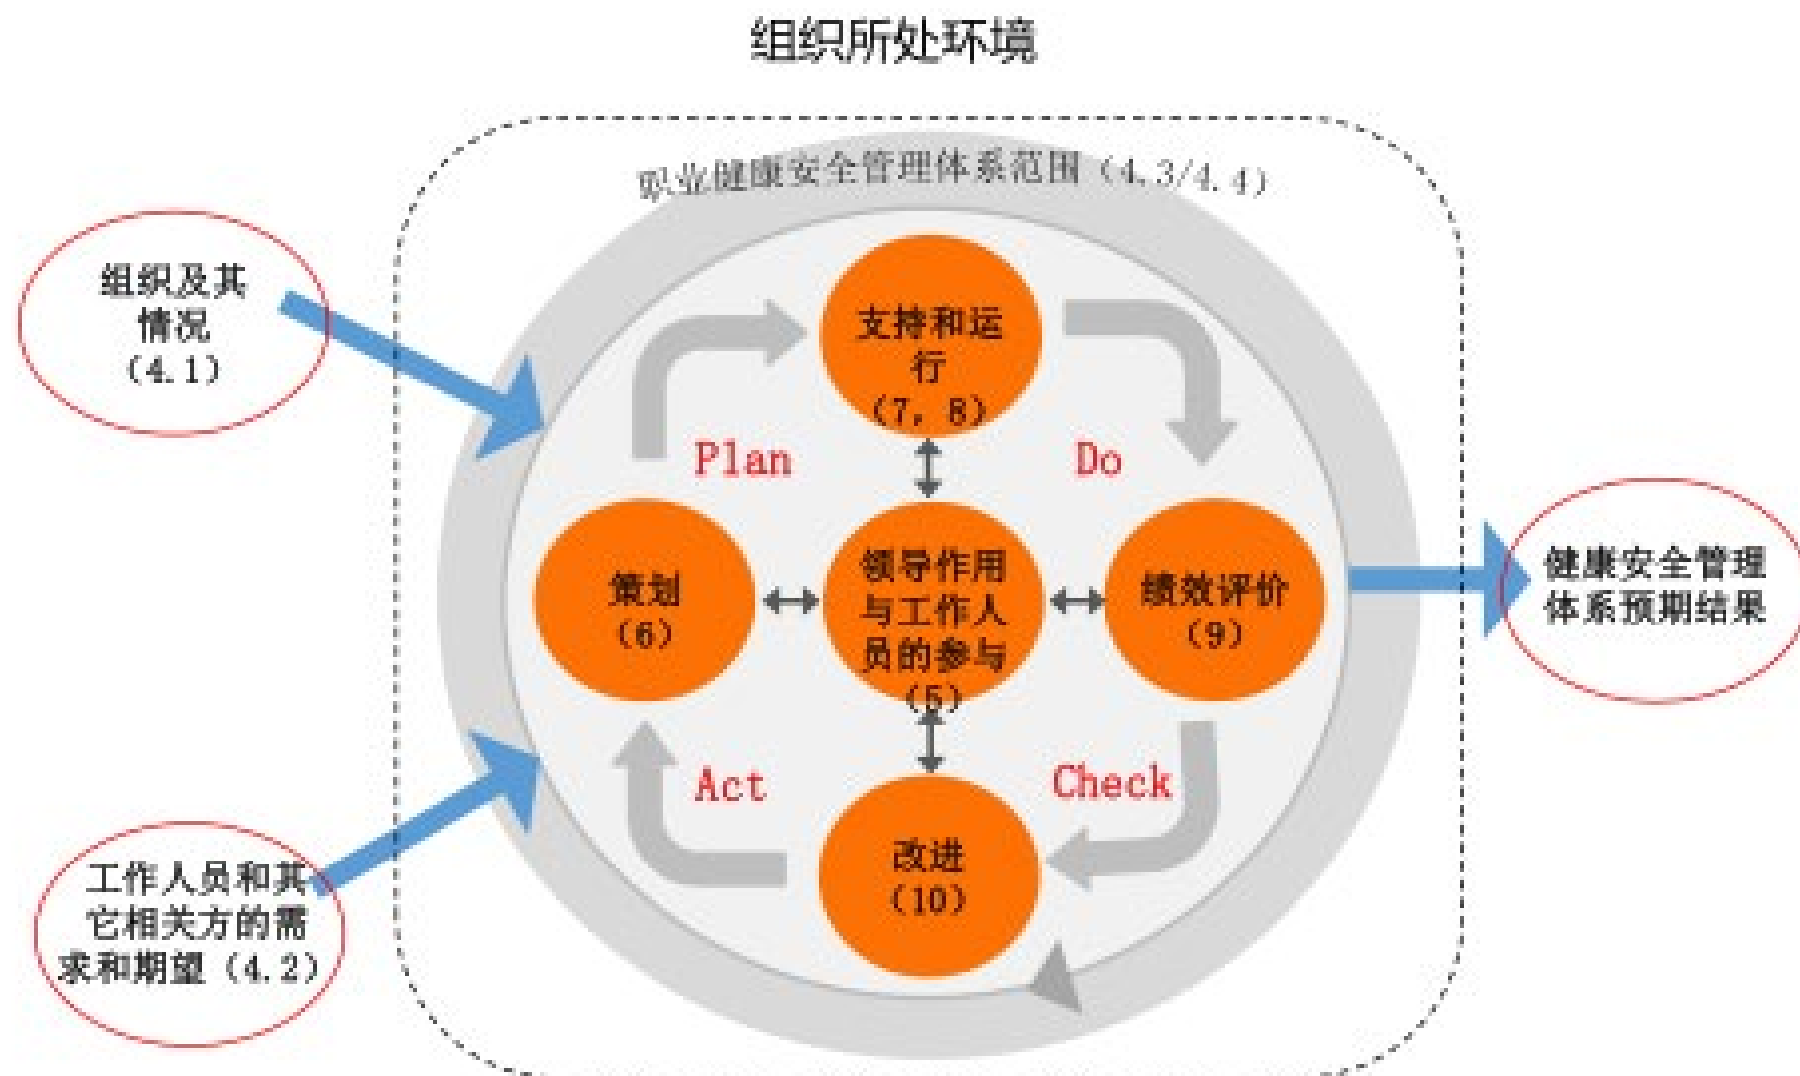 组织所处环境
职业健康安全管理体系范围（4.3/4.4）
组织及其
情况
（4.1）
支持和运
行
（7，8）
Plan
Do
策划
（6）
领导作用
与工作人
员的参与
（5）
绩效评价
（9）
健康安全管理
体系预期结果
Act
Check
改进
（10）
工作人员和其
它相关方的需
求和期望（4.2）